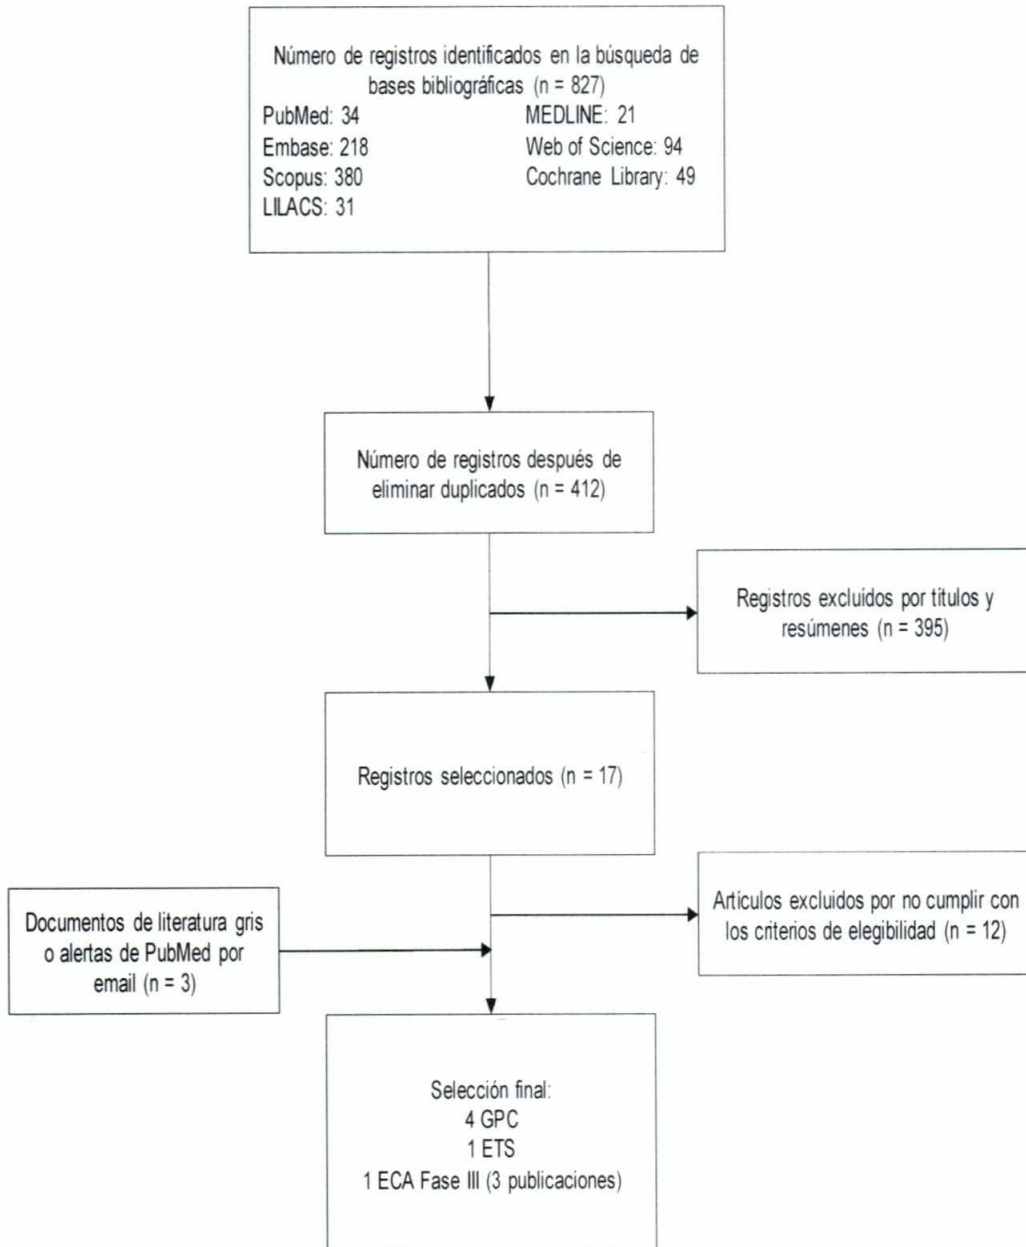 Número de registros identificados en la búsqueda de
bases bibliográficas (n = 827)
PubMed: 34
MEDLINE: 21
Embase: 218
Web of Science: 94
Scopus: 380
Cochrane Library: 49
LILACS: 31
Número de registros después de
eliminar duplicados (n = 412)
Registros excluídos por títulos y
resúmenes (n = 395)
Registros seleccionados (n = 17)
Artículos excluidos por no cumplir con
los criterios de elegibilidad (n = 12)
Documentos de literatura gris
o alertas de PubMed por
email (n = 3)
Selección final:
4 GPC
1 ETS
1 ECA Fase III (3 publicaciones)